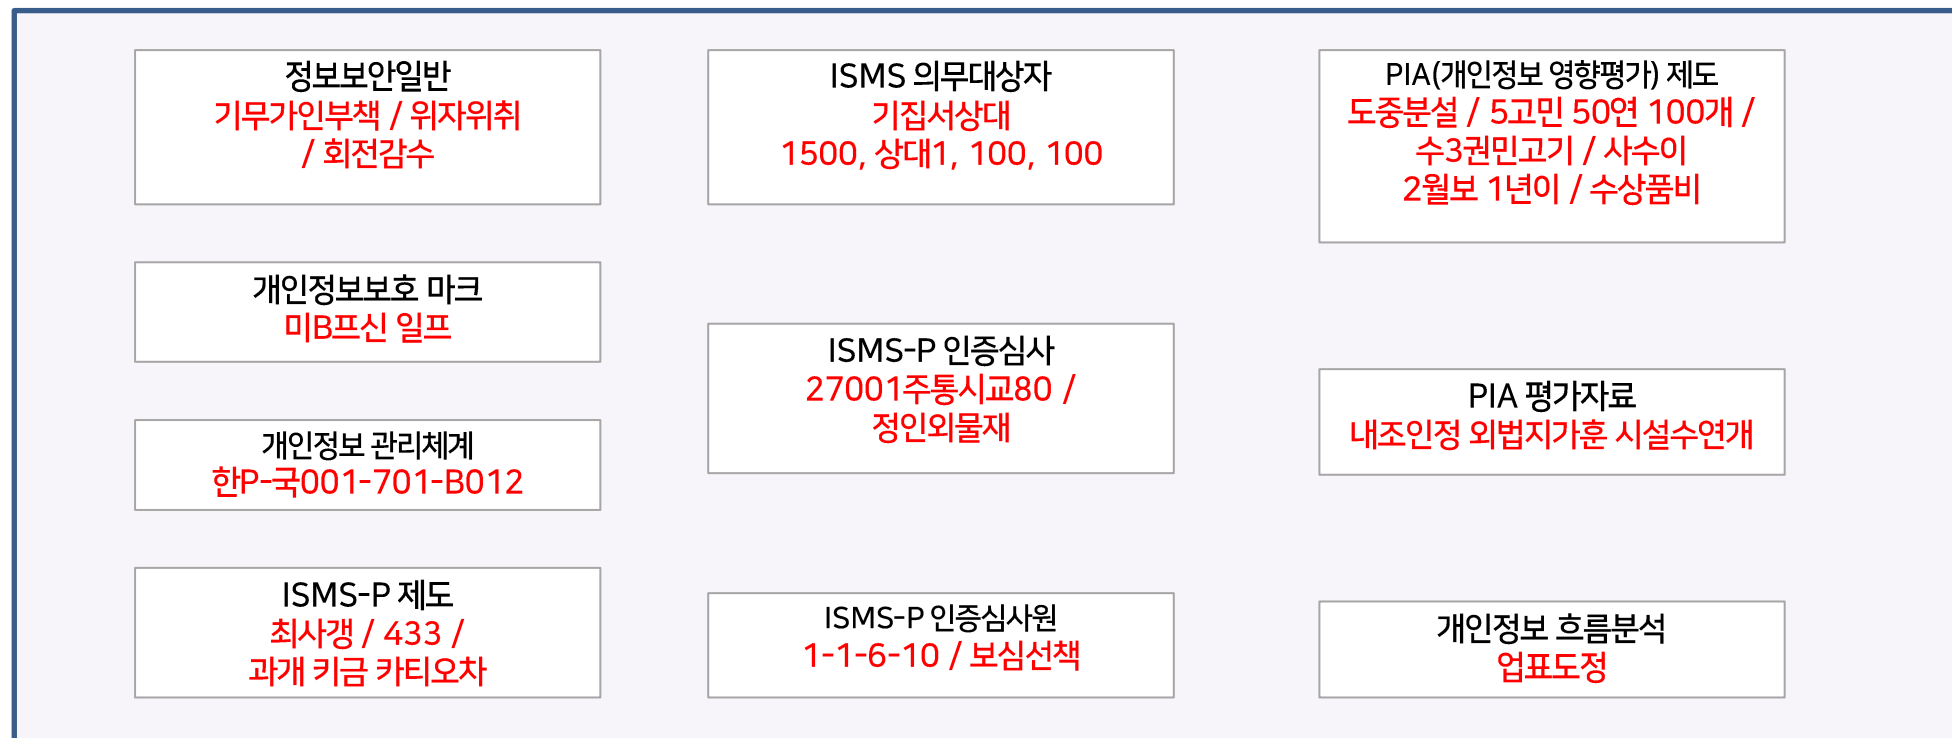 정보보안일반
기무가인부책 / 위자위취
/ 회전감수
개인정보보호 마크
미B프신 일프
개인정보 관리체계
한P-국001-701-B012
ISMS-P 제도
최사갱 / 433 /
과개 키금 카티오차
ISMS 의무대상자
기집서상대
1500, 상대1, 100, 100
ISMS-P 인증심사
27001주통시교80 /
정인외물재
ISMS-P 인증심사원
1-1-6-10 / 보심선책
PIA(개인정보 영향평가) 제도
도중분설 / 5고민 50연 100개 /
수3권민고기 / 사수이
2월보 1년이 / 수상품비
PIA 평가자료
내조인정 외법지가훈 시설수연개
개인정보 흐름분석
업표도정